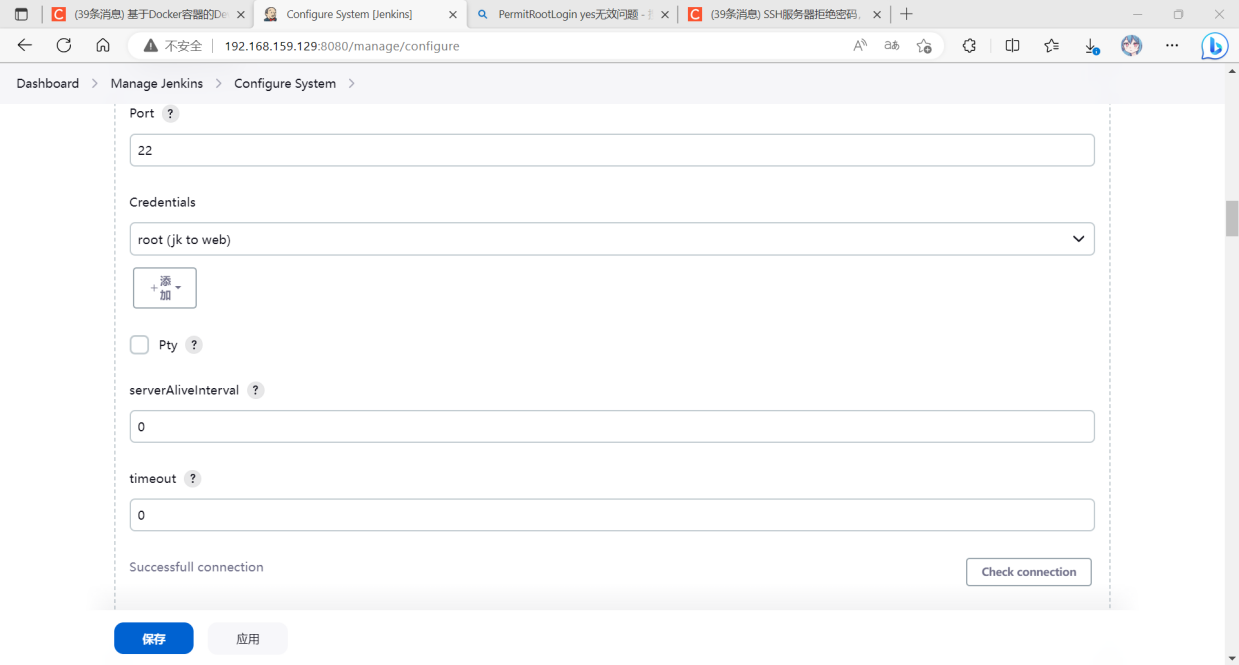 (39条消息) 基于Docker容器的De
Configure System [Jenkins]
PermitRootLogin yes无效问题 -
(39条消息) SSH服务器拒绝密码,
不安全
192.168.159.129:8080/manage/configure
Dashboard
Manage Jenkins
Configure System
Port ?
22
Credentials
root (jk to web)
+添
加
Pty ?
serverAliveInterval ?
0
timeout ?
0
Successfull connection
Check connection
保存
应用